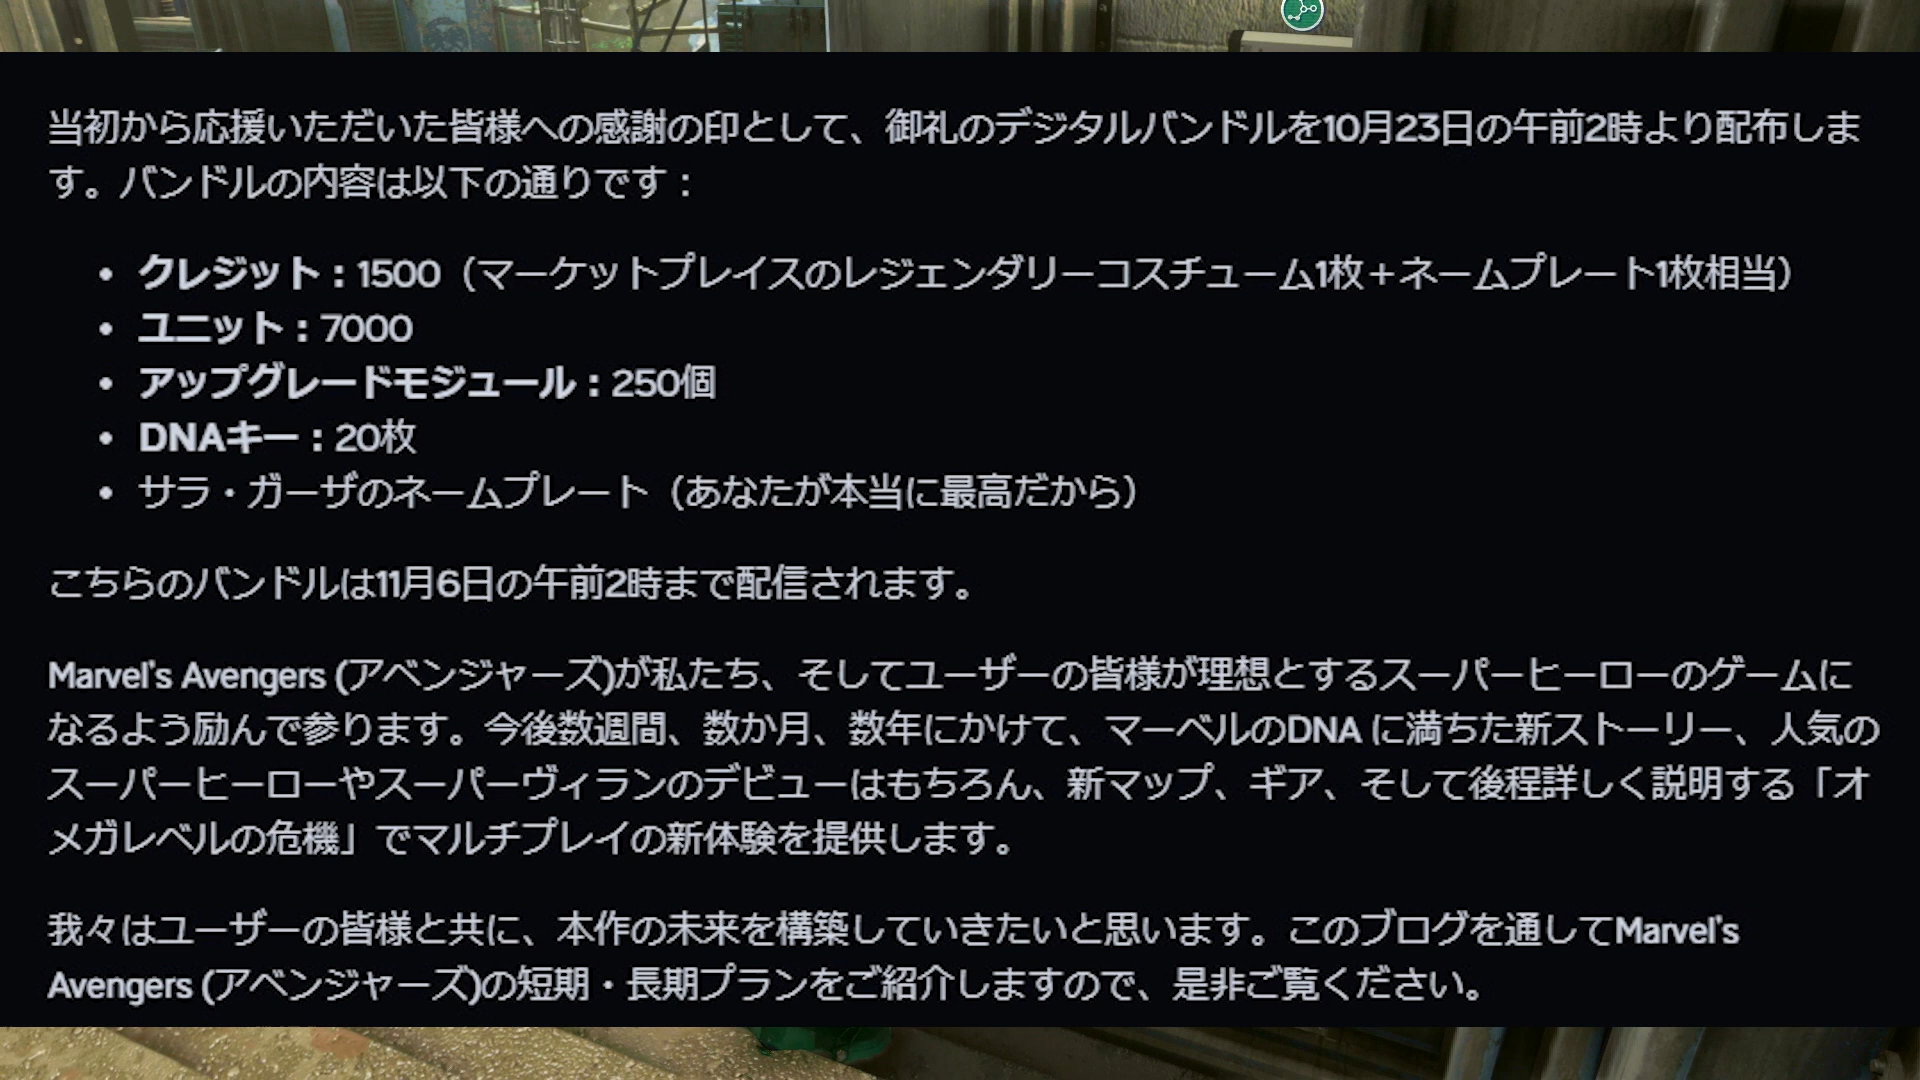 当初から応援いただいた皆様への感謝の印として、御礼のデジタルバンドルを10月23日の午前2時より配布しま
す。バンドルの内容は以下の通りです：
• クレジット：1500（マーケットプレイスのレジェンダリーコスチューム1枚＋ネームプレート1枚相当）
• ユニット：7000
• アップグレードモジュール：250個
• DNAキー：20枚
• サラ・ガーザのネームプレート（あなたが本当に最高だから）
こちらのバンドルは11月6日の午前2時まで配信されます。
Marvel's Avengers (アベンジャーズ)が私たち、そしてユーザーの皆様が理想とするスーパーヒーローのゲームに
なるよう励んで参ります。今後数週間、数か月、数年にかけて、マーベルのDNA に満ちた新ストーリー、人気の
スーパーヒーローやスーパーヴィランのデビューはもちろん、新マップ、ギア、そして後程詳しく説明する「オ
メガレベルの危機」でマルチプレイの新体験を提供します。
我々はユーザーの皆様と共に、本作の未来を構築していきたいと思います。このブログを通してMarvel's
Avengers (アベンジャーズ)の短期・長期プランをご紹介しますので、是非ご覧ください。